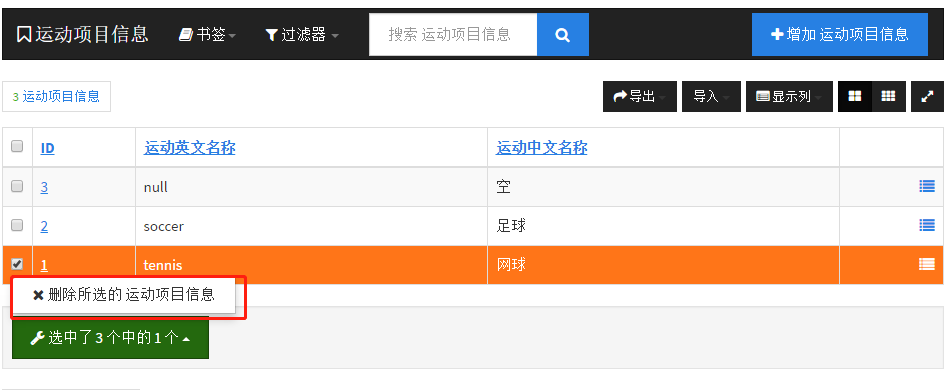 运动项目信息 书签 过滤器 搜索 运动项目信息 增加 运动项目信息
3 运动项目信息 导出 导入 显示列
ID 运动英文名称 运动中文名称
3 null 空
2 soccer 足球
1 tennis 网球
删除所选的 运动项目信息
选中了 3 个中的 1 个